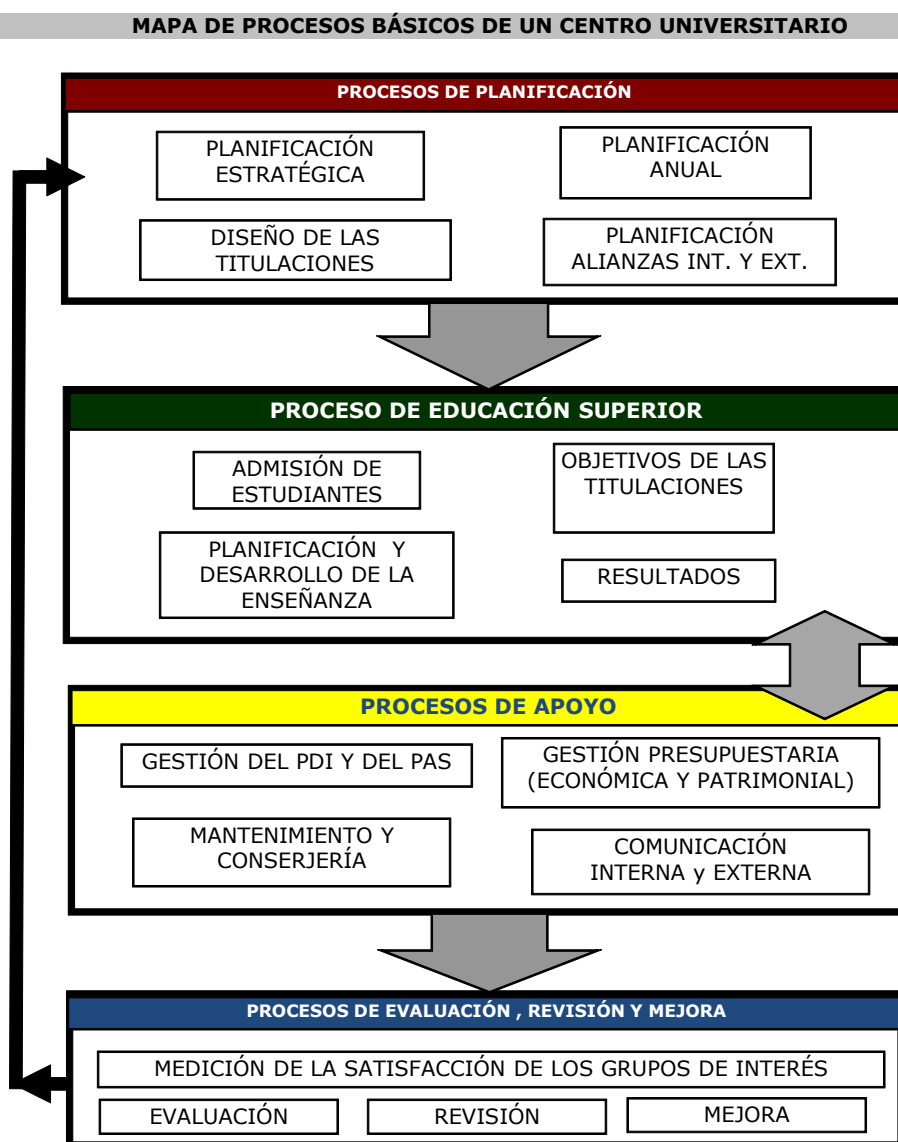 MAPA DE PROCESOS BÁSICOS DE UN CENTRO UNIVERSITARIO
PROCESOS DE PLANIFICACIÓN
PLANIFICACIÓN
ESTRATÉGICA
PLANIFICACIÓN
ANUAL
DISEÑO DE LAS
TITULACIONES
PLANIFICACIÓN
ALIANZAS INT. Y EXT.
PROCESO DE EDUCACIÓN SUPERIOR
ADMISIÓN DE
ESTUDIANTES
OBJETIVOS DE LAS
TITULACIONES
PLANIFICACIÓN Y
DESARROLLO DE LA
ENSEÑANZA
RESULTADOS
PROCESOS DE APOYO
GESTIÓN DEL PDI Y DEL PAS
GESTIÓN PRESUPUESTARIA
(ECONÓMICA Y PATRIMONIAL)
MANTENIMIENTO Y
CONSERJERÍA
COMUNICACIÓN
INTERNA y EXTERNA
PROCESOS DE EVALUACIÓN , REVISIÓN Y MEJORA
MEDICIÓN DE LA SATISFACCIÓN DE LOS GRUPOS DE INTERÉS
EVALUACIÓN
REVISIÓN
MEJORA